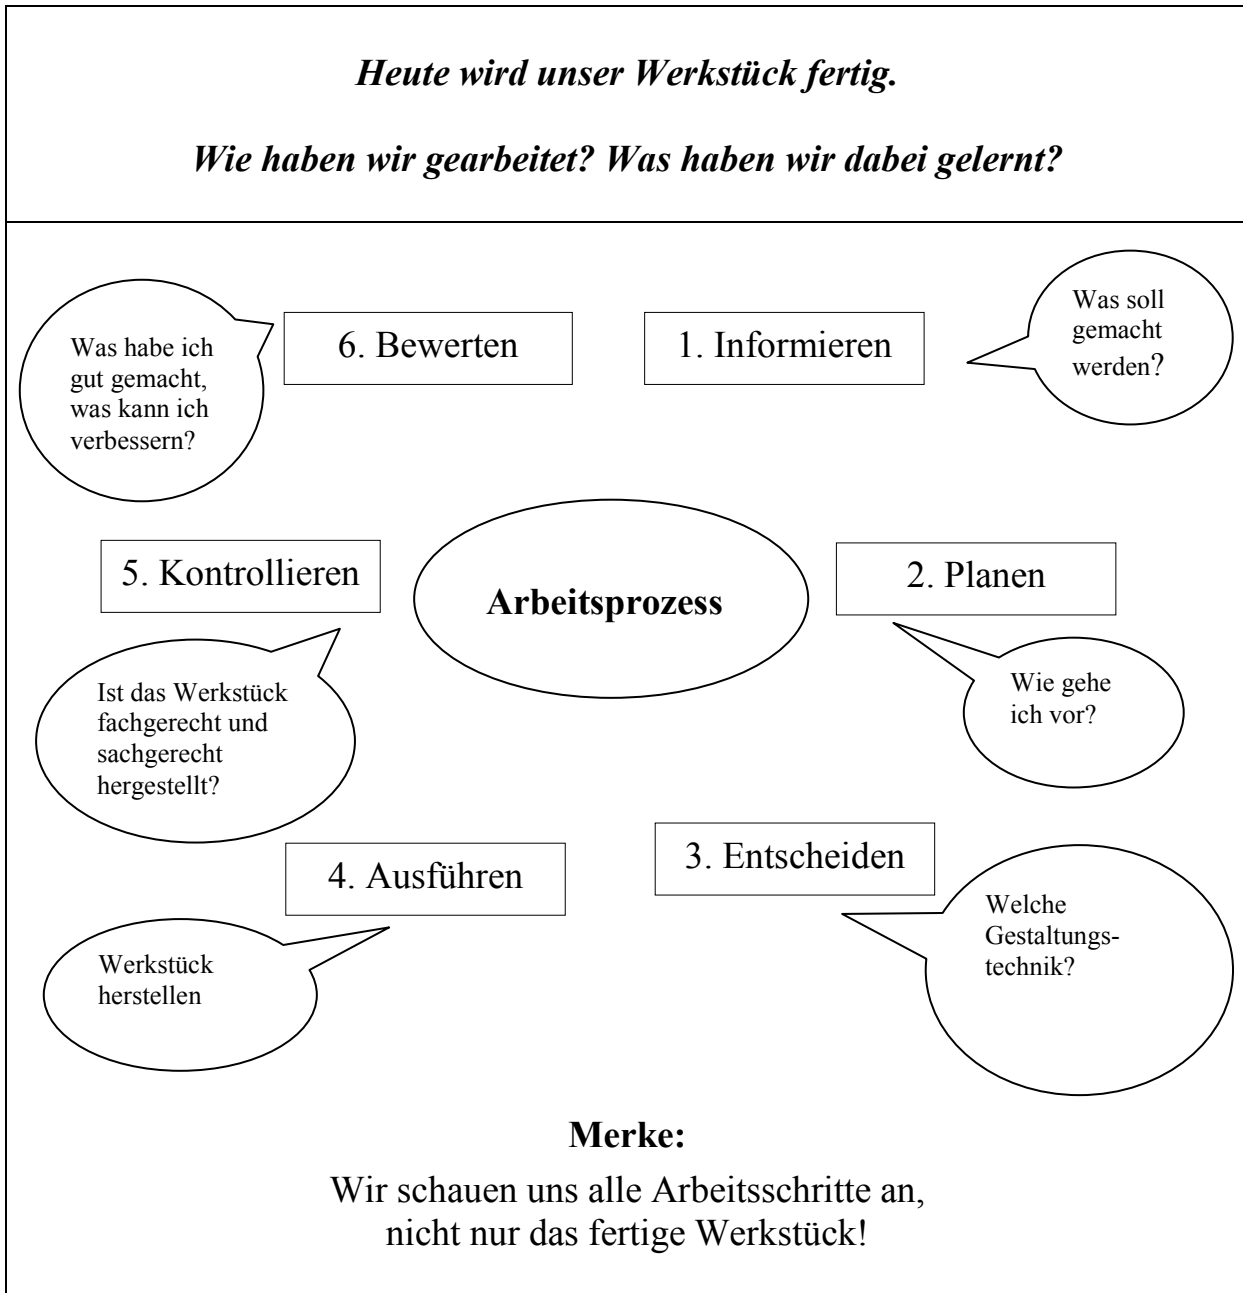 Heute wird unser Werkstück fertig.
Wie haben wir gearbeitet? Was haben wir dabei gelernt?
6. Bewerten
Was habe ich
gut gemacht,
was kann ich
verbessern?
1. Informieren
Was soll
gemacht
werden?
5. Kontrollieren
Ist das Werkstück
fachgerecht und
sachgerecht
hergestellt?
Arbeitsprozess
2. Planen
Wie gehe
ich vor?
4. Ausführen
Werkstück
herstellen
3. Entscheiden
Welche
Gestaltungs-
technik?
Merke:
Wir schauen uns alle Arbeitsschritte an,
nicht nur das fertige Werkstück!